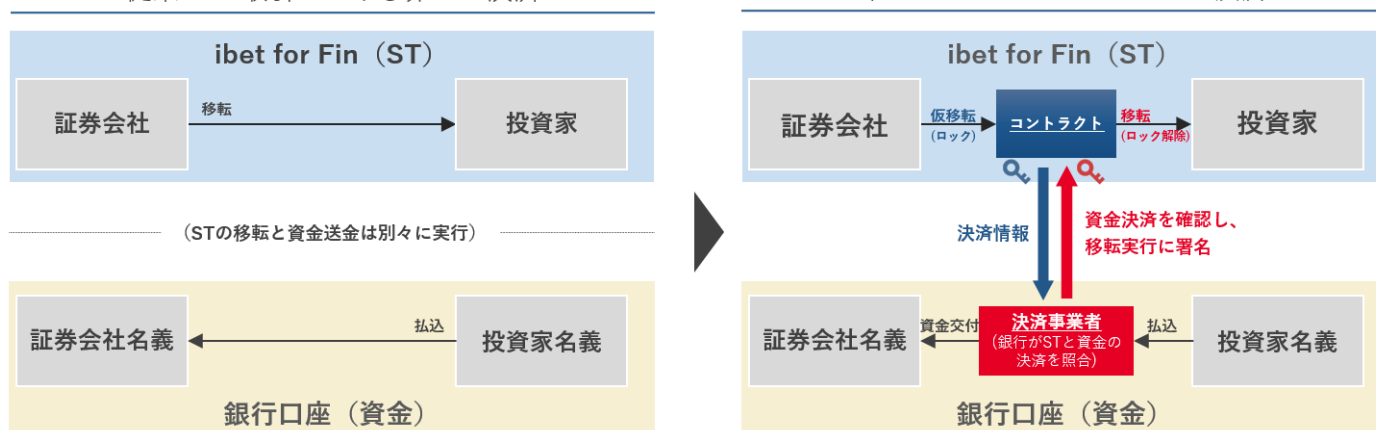 ibet for Fin（ST）
証券会社
移転
投資家
（STの移転と資金送金は別々に実行）
証券会社名義
払込
投資家名義
銀行口座（資金）
ibet for Fin（ST）
証券会社
仮移転
(ロック)
コントラクト
移転
(ロック解除)
投資家
決済情報
資金決済を確認し、
移転実行に署名
証券会社名義
資金交付
決済事業者
(銀行がSTと資金の
決済を照合)
払込
投資家名義
銀行口座（資金）